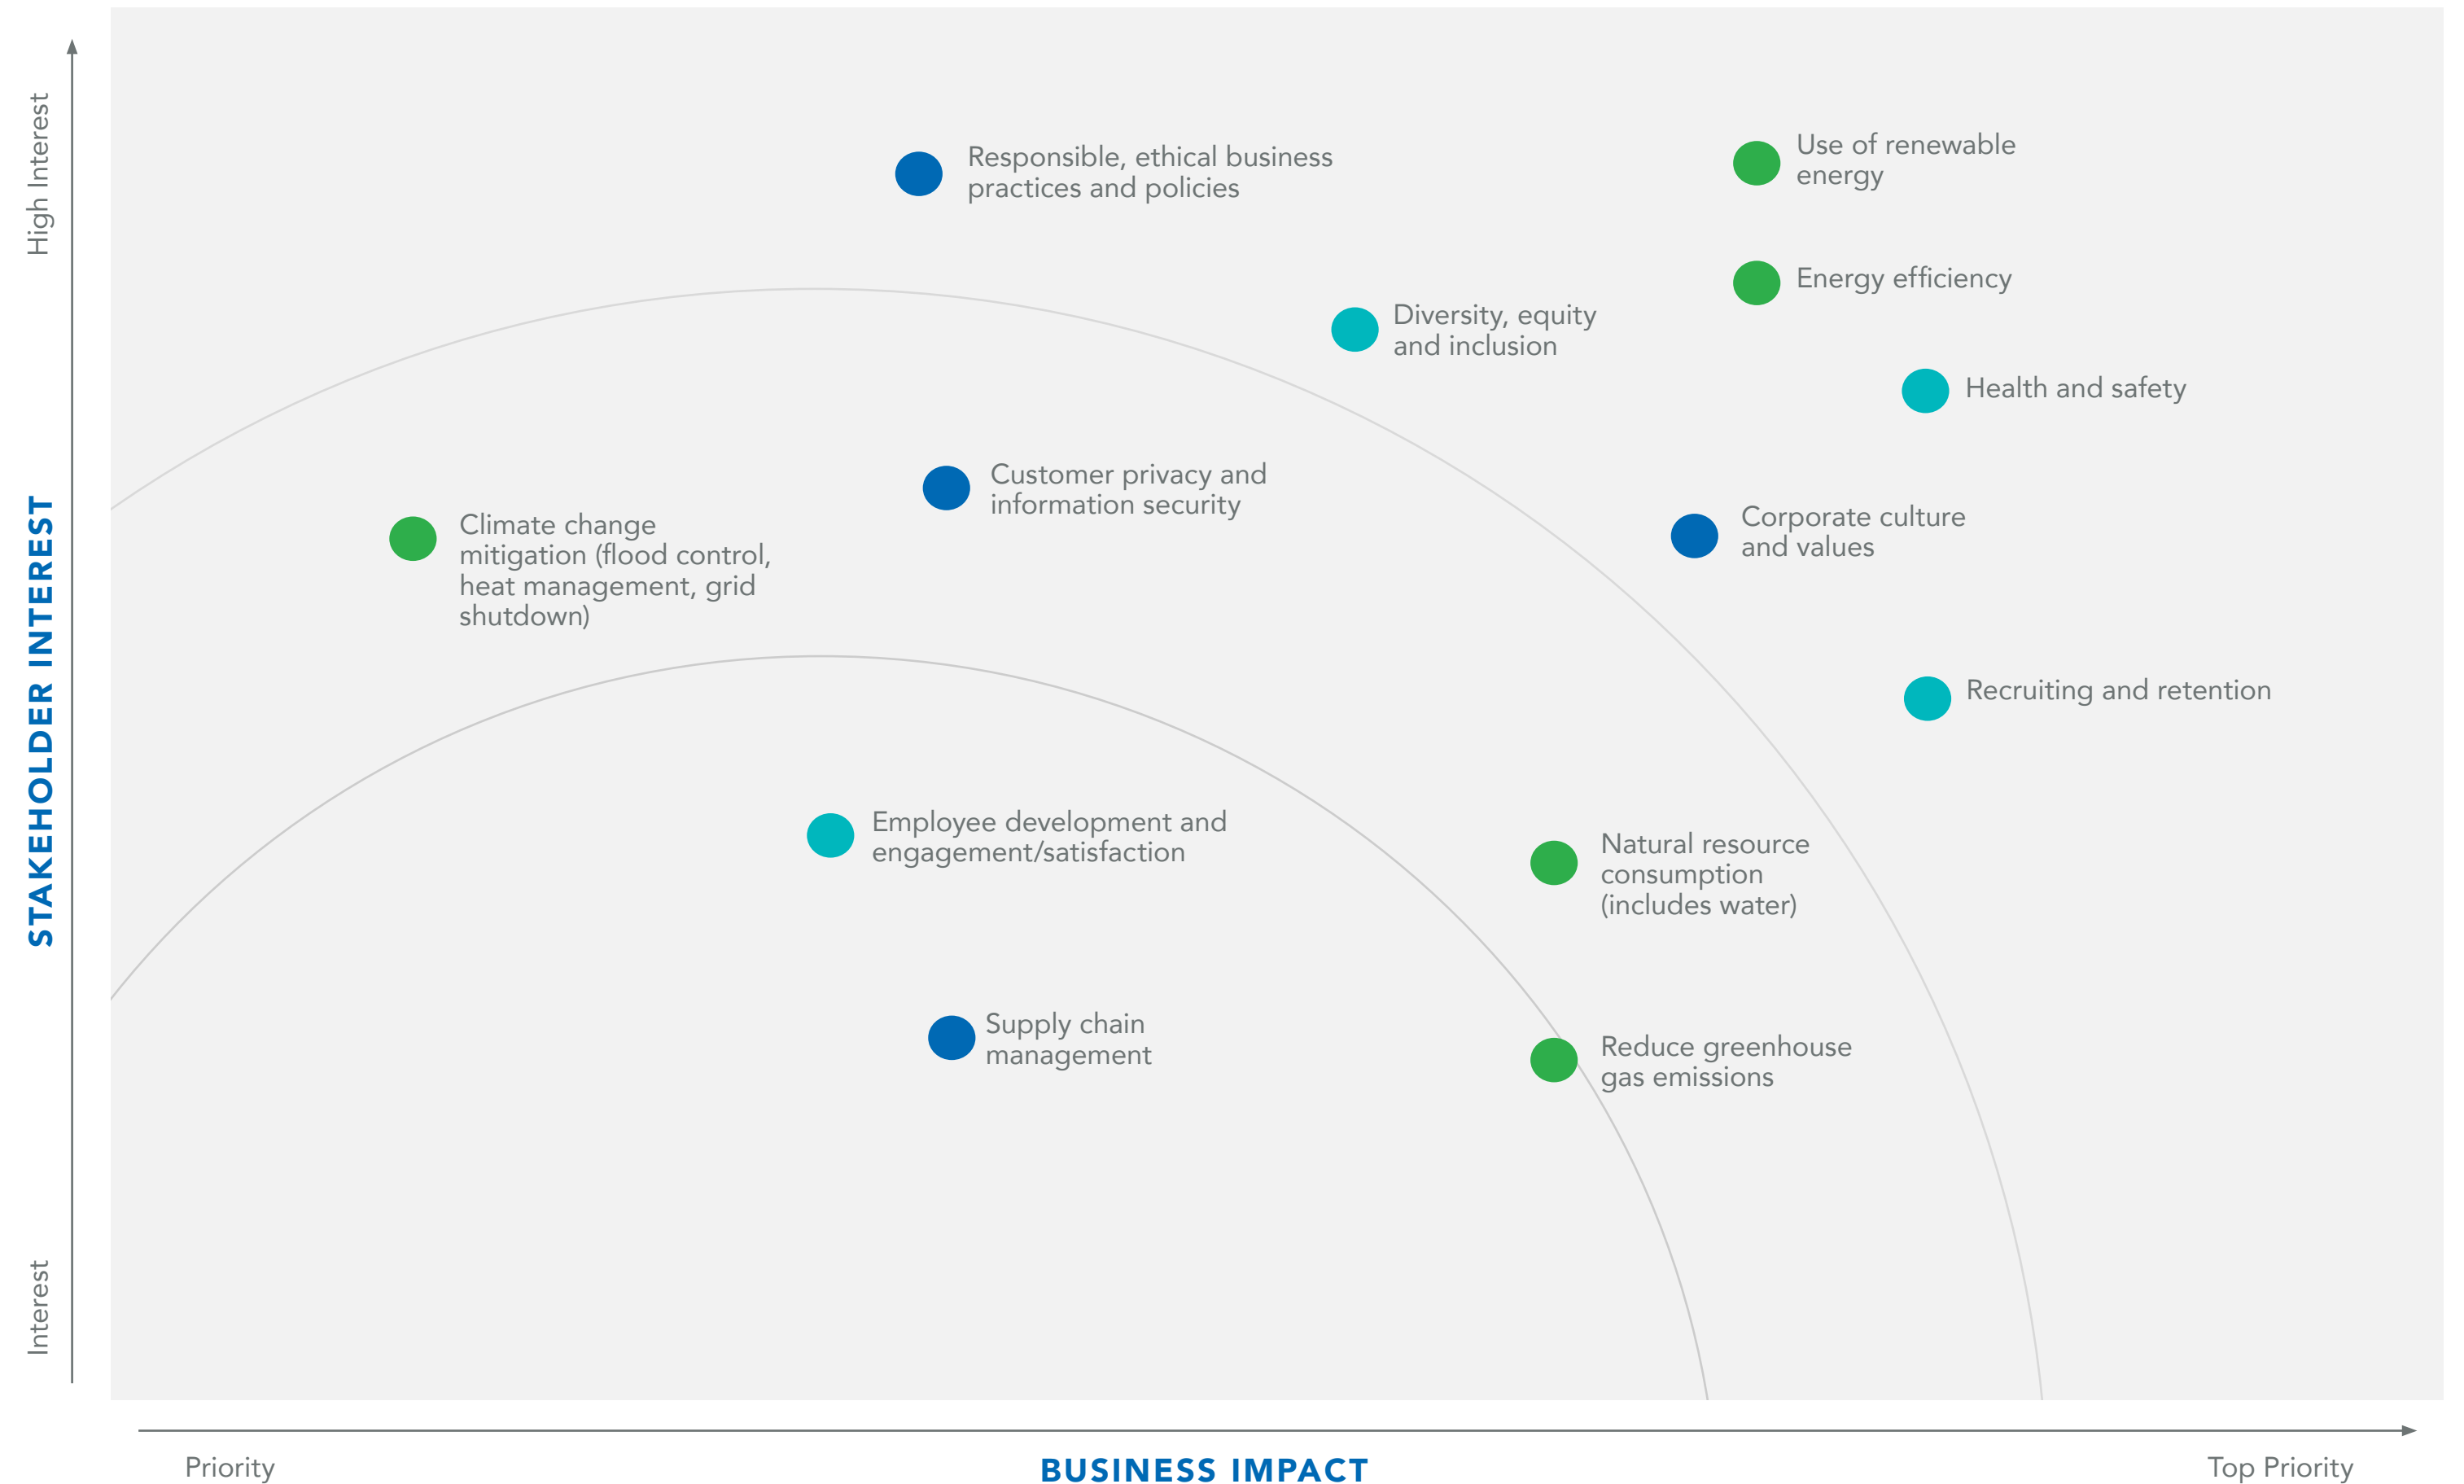 High Interest
STAKEHOLDER INTEREST
Interest
Responsible, ethical business
practices and policies
Use of renewable
energy
Energy efficiency
Diversity, equity
and inclusion
Health and safety
Customer privacy and
information security
Climate change
mitigation (flood control,
heat management, grid
shutdown)
Corporate culture
and values
Recruiting and retention
Employee development and
engagement/satisfaction
Natural resource
consumption
(includes water)
Supply chain
management
Reduce greenhouse
gas emissions
Priority
BUSINESS IMPACT
Top Priority